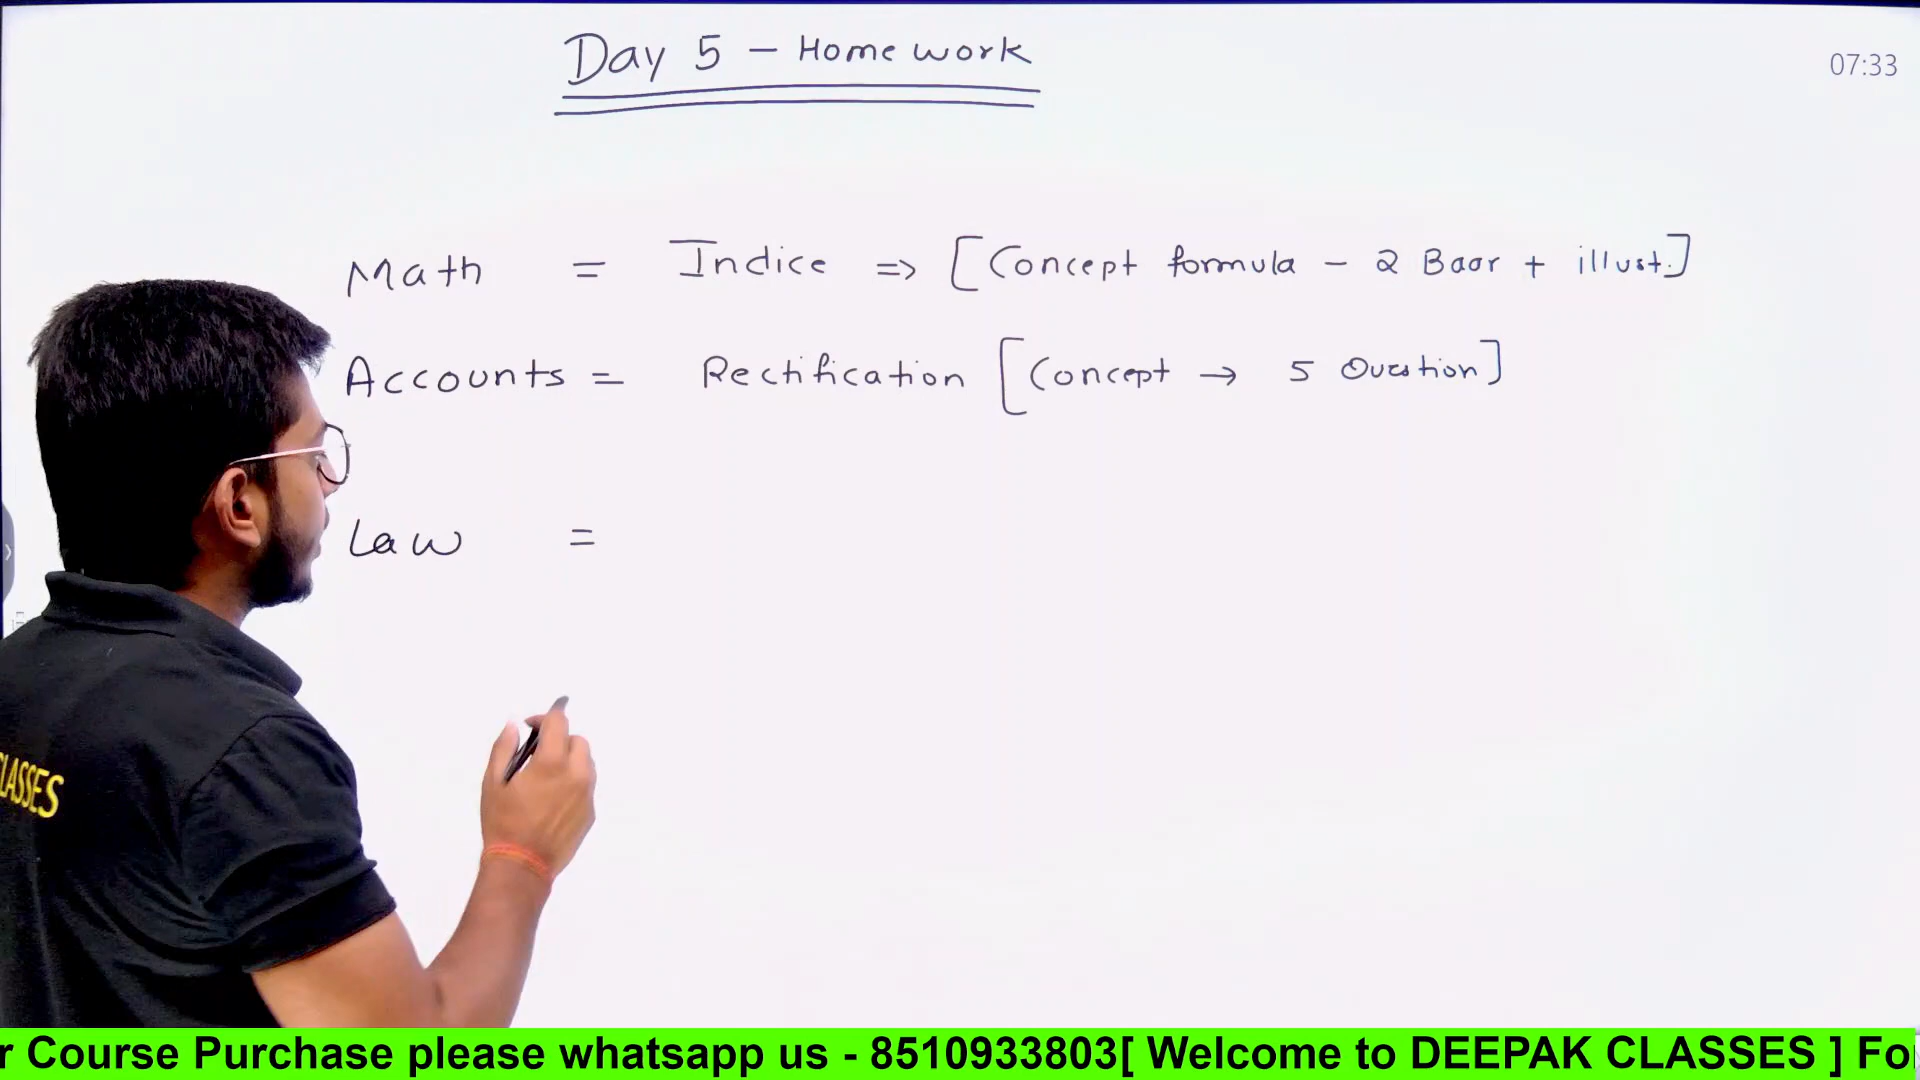 Day 5 - Home work
07:33
Math = Indice => [Concept formula - 2 Baar + illust.]
Accounts = Rectification [Concept → 5 Question]
Law =
LASSES
r Course Purchase please whatsapp us - 8510933803[ Welcome to DEEPAK CLASSES ] Fo